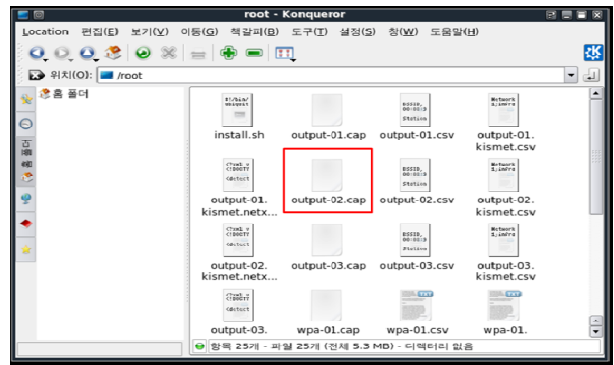 root - Konqueror
Location 편집(E) 보기(V) 이동(G) 책갈피(B) 도구(T) 설정(S) 창(W) 도움말(H)
위치(O): /root
홈 폴더
install.sh output-01.cap output-01.csv output-01.
kismet.csv
output-01. output-02.cap output-02.csv output-02.
kismet.netx... kismet.csv
output-02. output-03.cap output-03.csv output-03.
kismet.netx... kismet.csv
output-03. wpa-01.cap wpa-01.csv wpa-01.
항목 25개 - 파일 25개 (전체 5.3 MB) - 디렉터리 없음